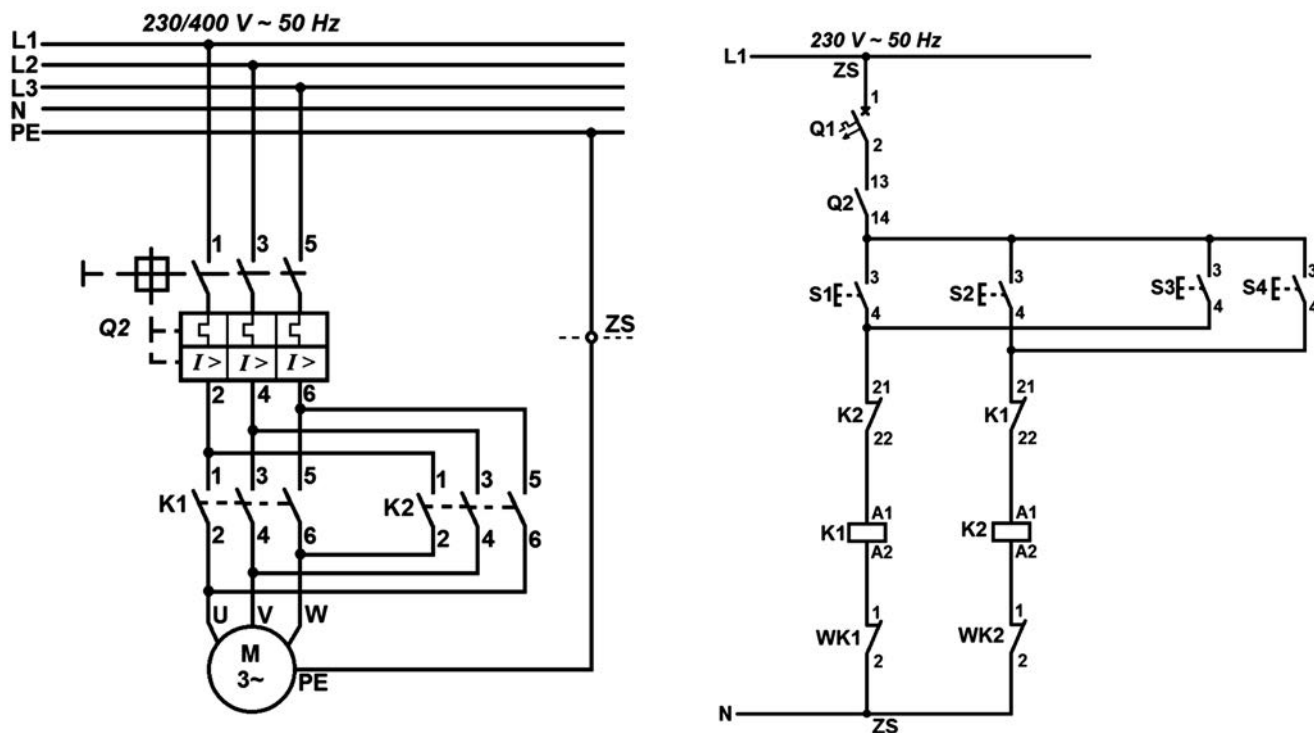 230/400 V ~ 50 Hz
L1
L2
L3
N
PE
1 3 5
Q2
I > I > I >
2 4 6
ZS
1 3 5
K1
2 4 6
1 3 5
K2
2 4 6
U V W
M
3~
PE
230 V ~ 50 Hz
L1
ZS
1
Q1
2
13
Q2
14
3 3 3 3
S1 S2 S3 S4
4 4 4 4
21 21
K2 K1
22 22
A1 A1
K1 K2
A2 A2
1 1
WK1 WK2
2 2
N
ZS